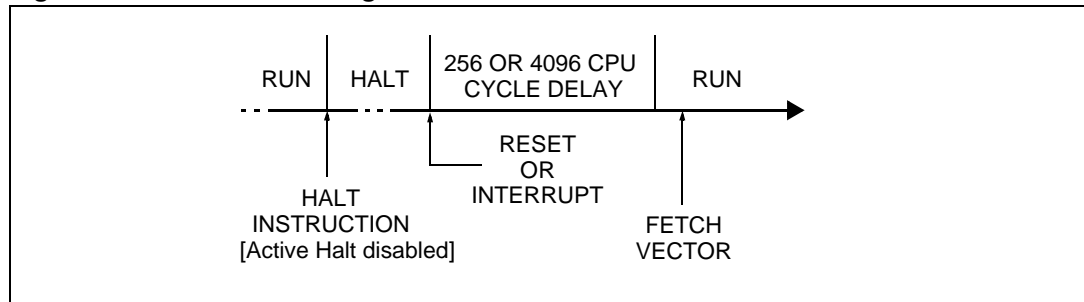 256 OR 4096 CPU
RUN HALT CYCLE DELAY RUN
RESET
OR
INTERRUPT
HALT
INSTRUCTION
[Active Halt disabled]
FETCH
VECTOR